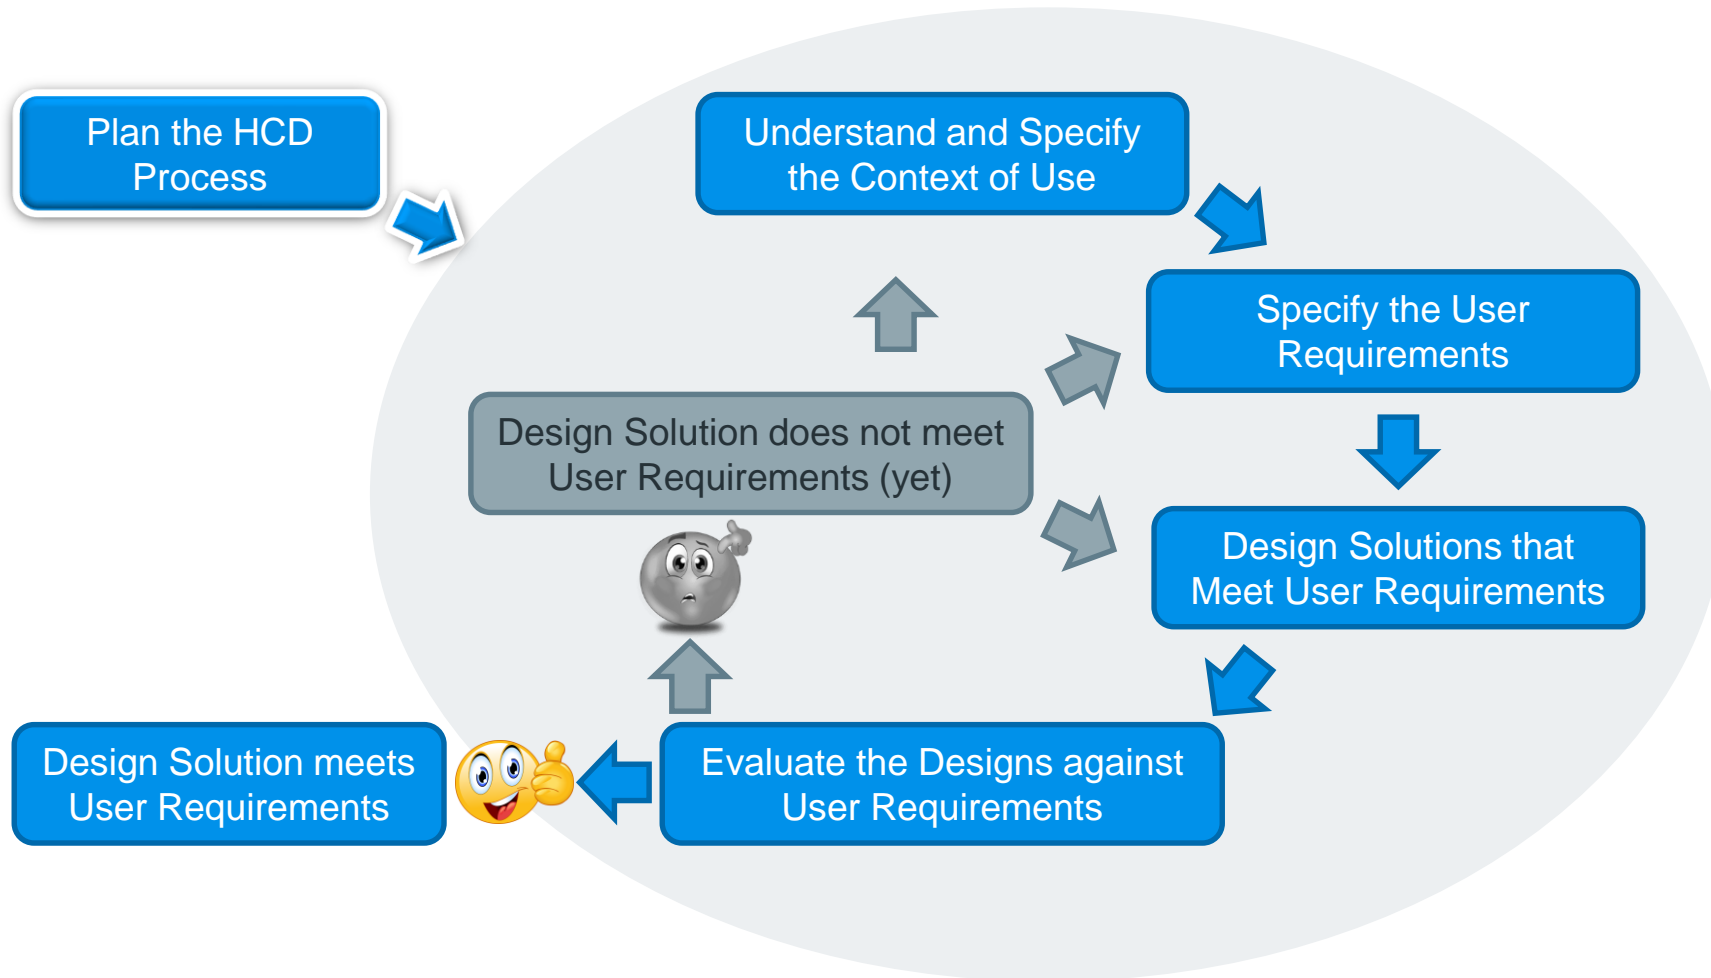 Plan the HCD
Process
Understand and Specify
the Context of Use
Specify the User
Requirements
Design Solution does not meet
User Requirements (yet)
Design Solutions that
Meet User Requirements
Design Solution meets
User Requirements
Evaluate the Designs against
User Requirements